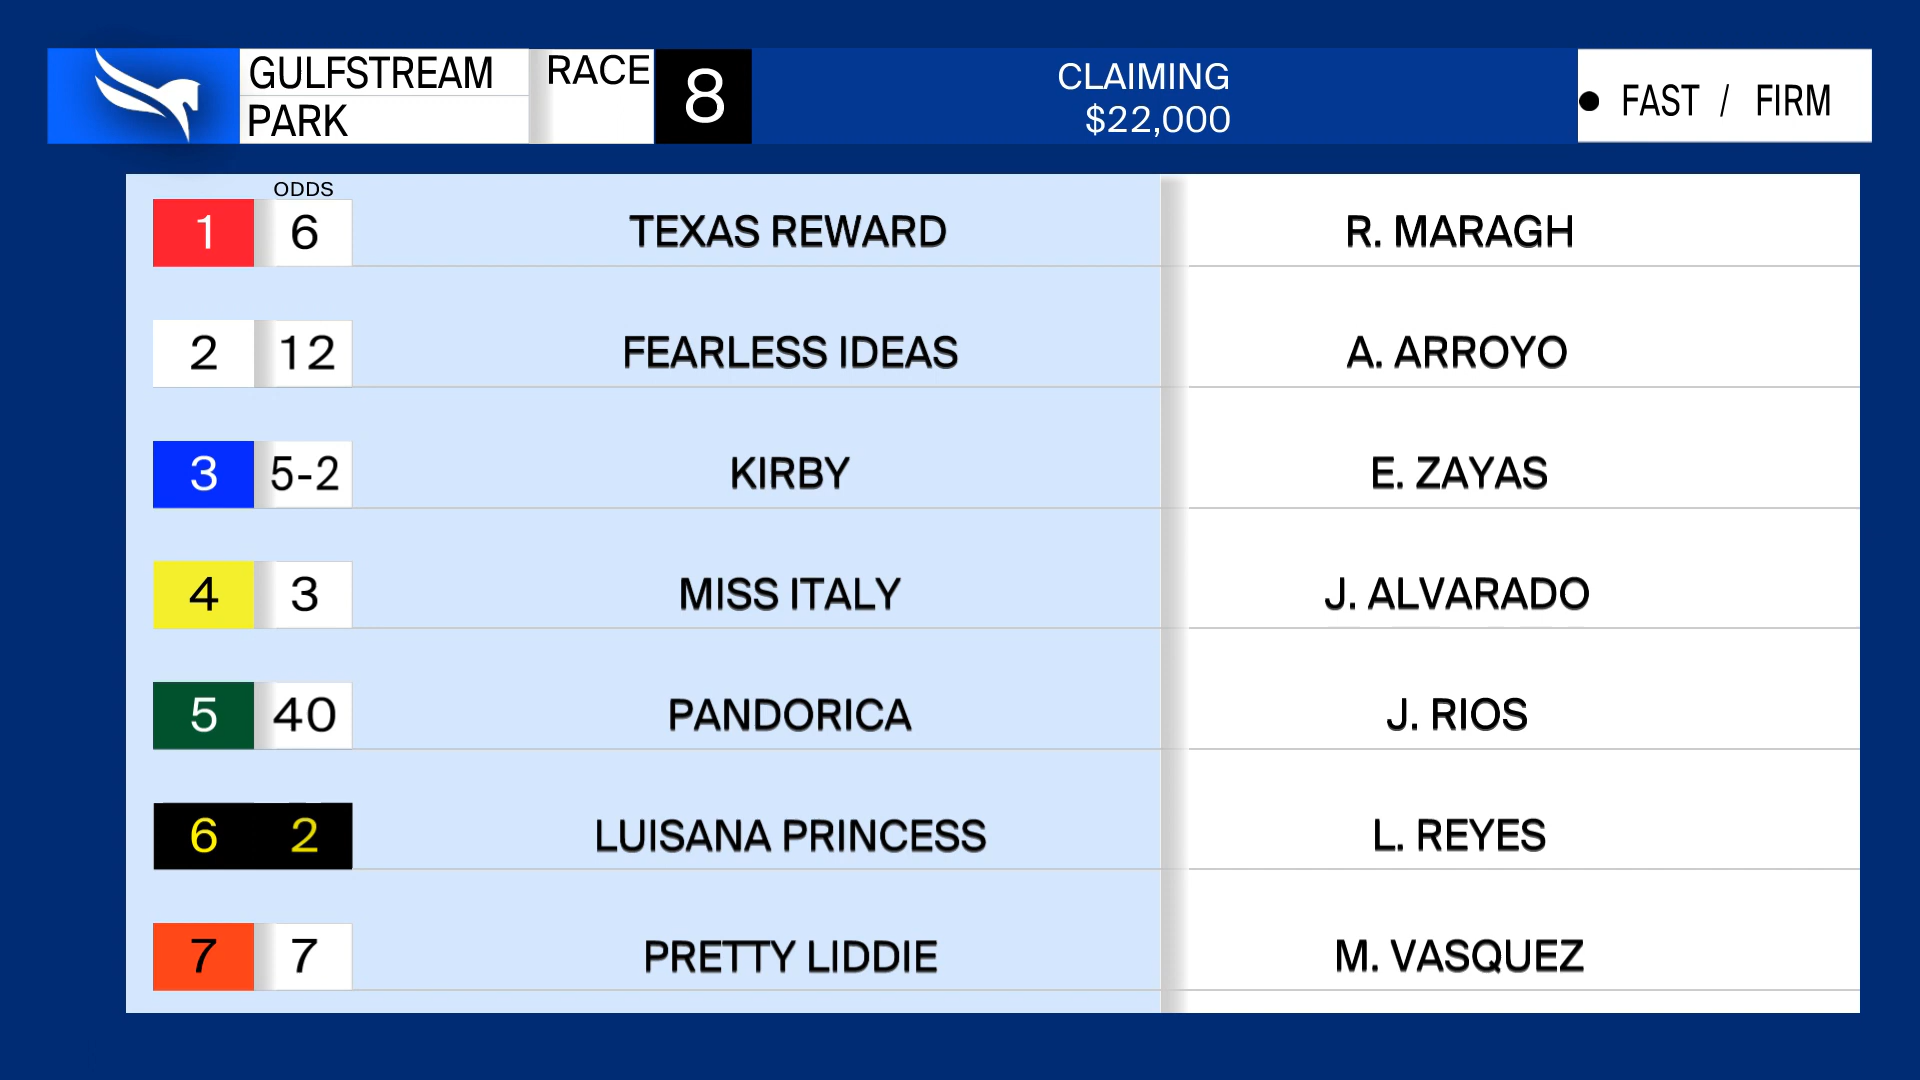 GULFSTREAM
PARK
RACE
8
CLAIMING
$22,000
• FAST / FIRM
ODDS
1 6 TEXAS REWARD R. MARAGH
2 12 FEARLESS IDEAS A. ARROYO
3 5-2 KIRBY E. ZAYAS
4 3 MISS ITALY J. ALVARADO
5 40 PANDORICA J. RIOS
6 2 LUISANA PRINCESS L. REYES
7 7 PRETTY LIDDIE M. VASQUEZ